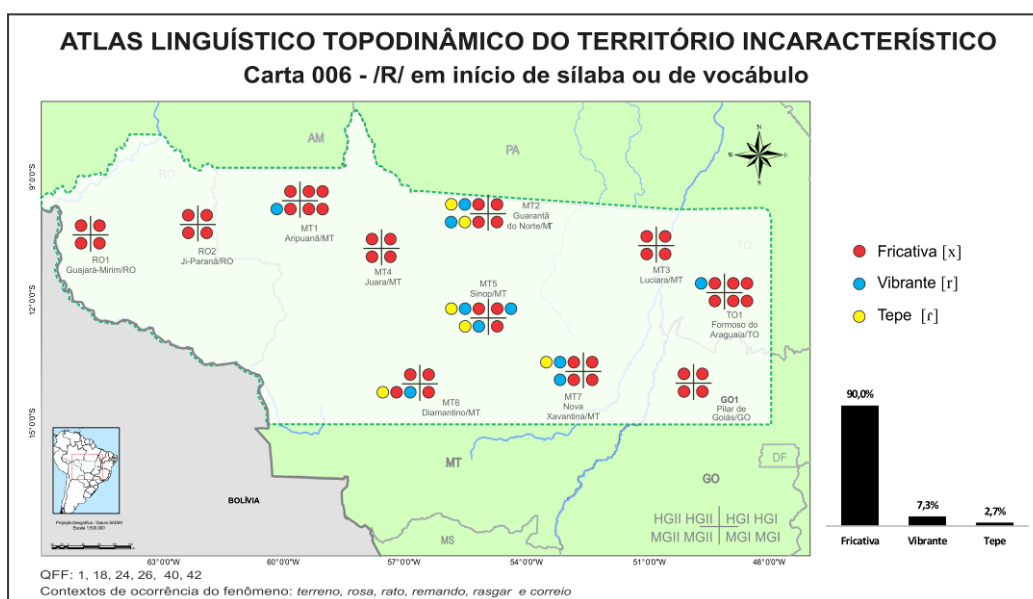 ATLAS LINGUÍSTICO TOPODINÂMICO DO TERRITÓRIO INCARACTERÍSTICO
Carta 006 - /R/ em início de sílaba ou de vocábulo
AM
PA
RO
TO
9°0'0"S
12°0'0"S
15°0'0"S
RO1
Guajará-Mirim/RO
RO2
Ji-Paraná/RO
MT1
Aripuanã/MT
MT4
Juara/MT
MT2
Guarantã
do Norte/MT
MT5
Sinop/MT
MT3
Luciara/MT
TO1
Formoso do
Araguaia/TO
MT6
Diamantino/MT
MT7
Nova
Xavantina/MT
GO1
Pilar de
Goiás/GO
Fricativa [x]
Vibrante [r]
Tepe [ɾ]
BOLÍVIA
MT
GO
DF
MS
HGII HGII HGI HGI
MGII MGII MGI MGI
63°0'0"W
60°0'0"W
57°0'0"W
54°0'0"W
51°0'0"W
48°0'0"W
90,0%
7,3%
2,7%
Fricativa
Vibrante
Tepe
QFF: 1, 18, 24, 26, 40, 42
Contextos de ocorrência do fenômeno: terreno, rosa, rato, remando, rasgar e correio